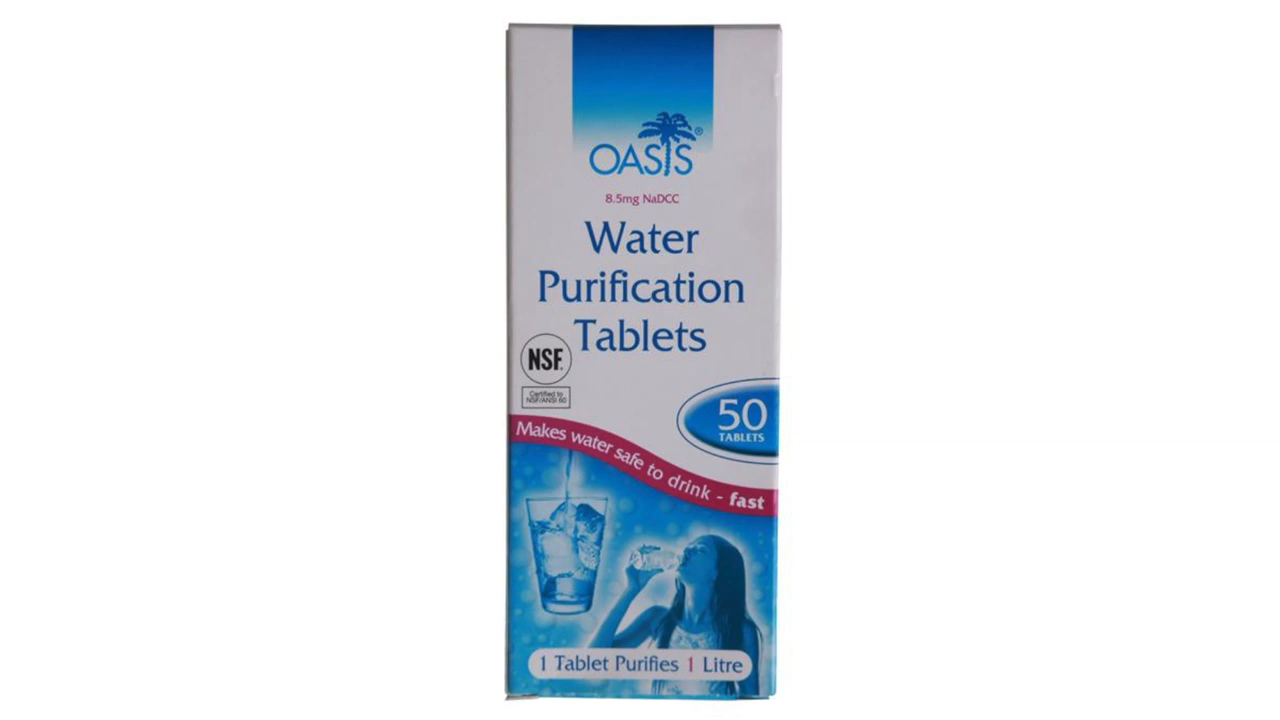 OASIS®
8.5mg NaDCC
Water
Purification
Tablets
NSF®
Certified to
NSF/ANSI 60
50
TABLETS
Makes water safe to drink - fast
1 Tablet Purifies 1 Litre